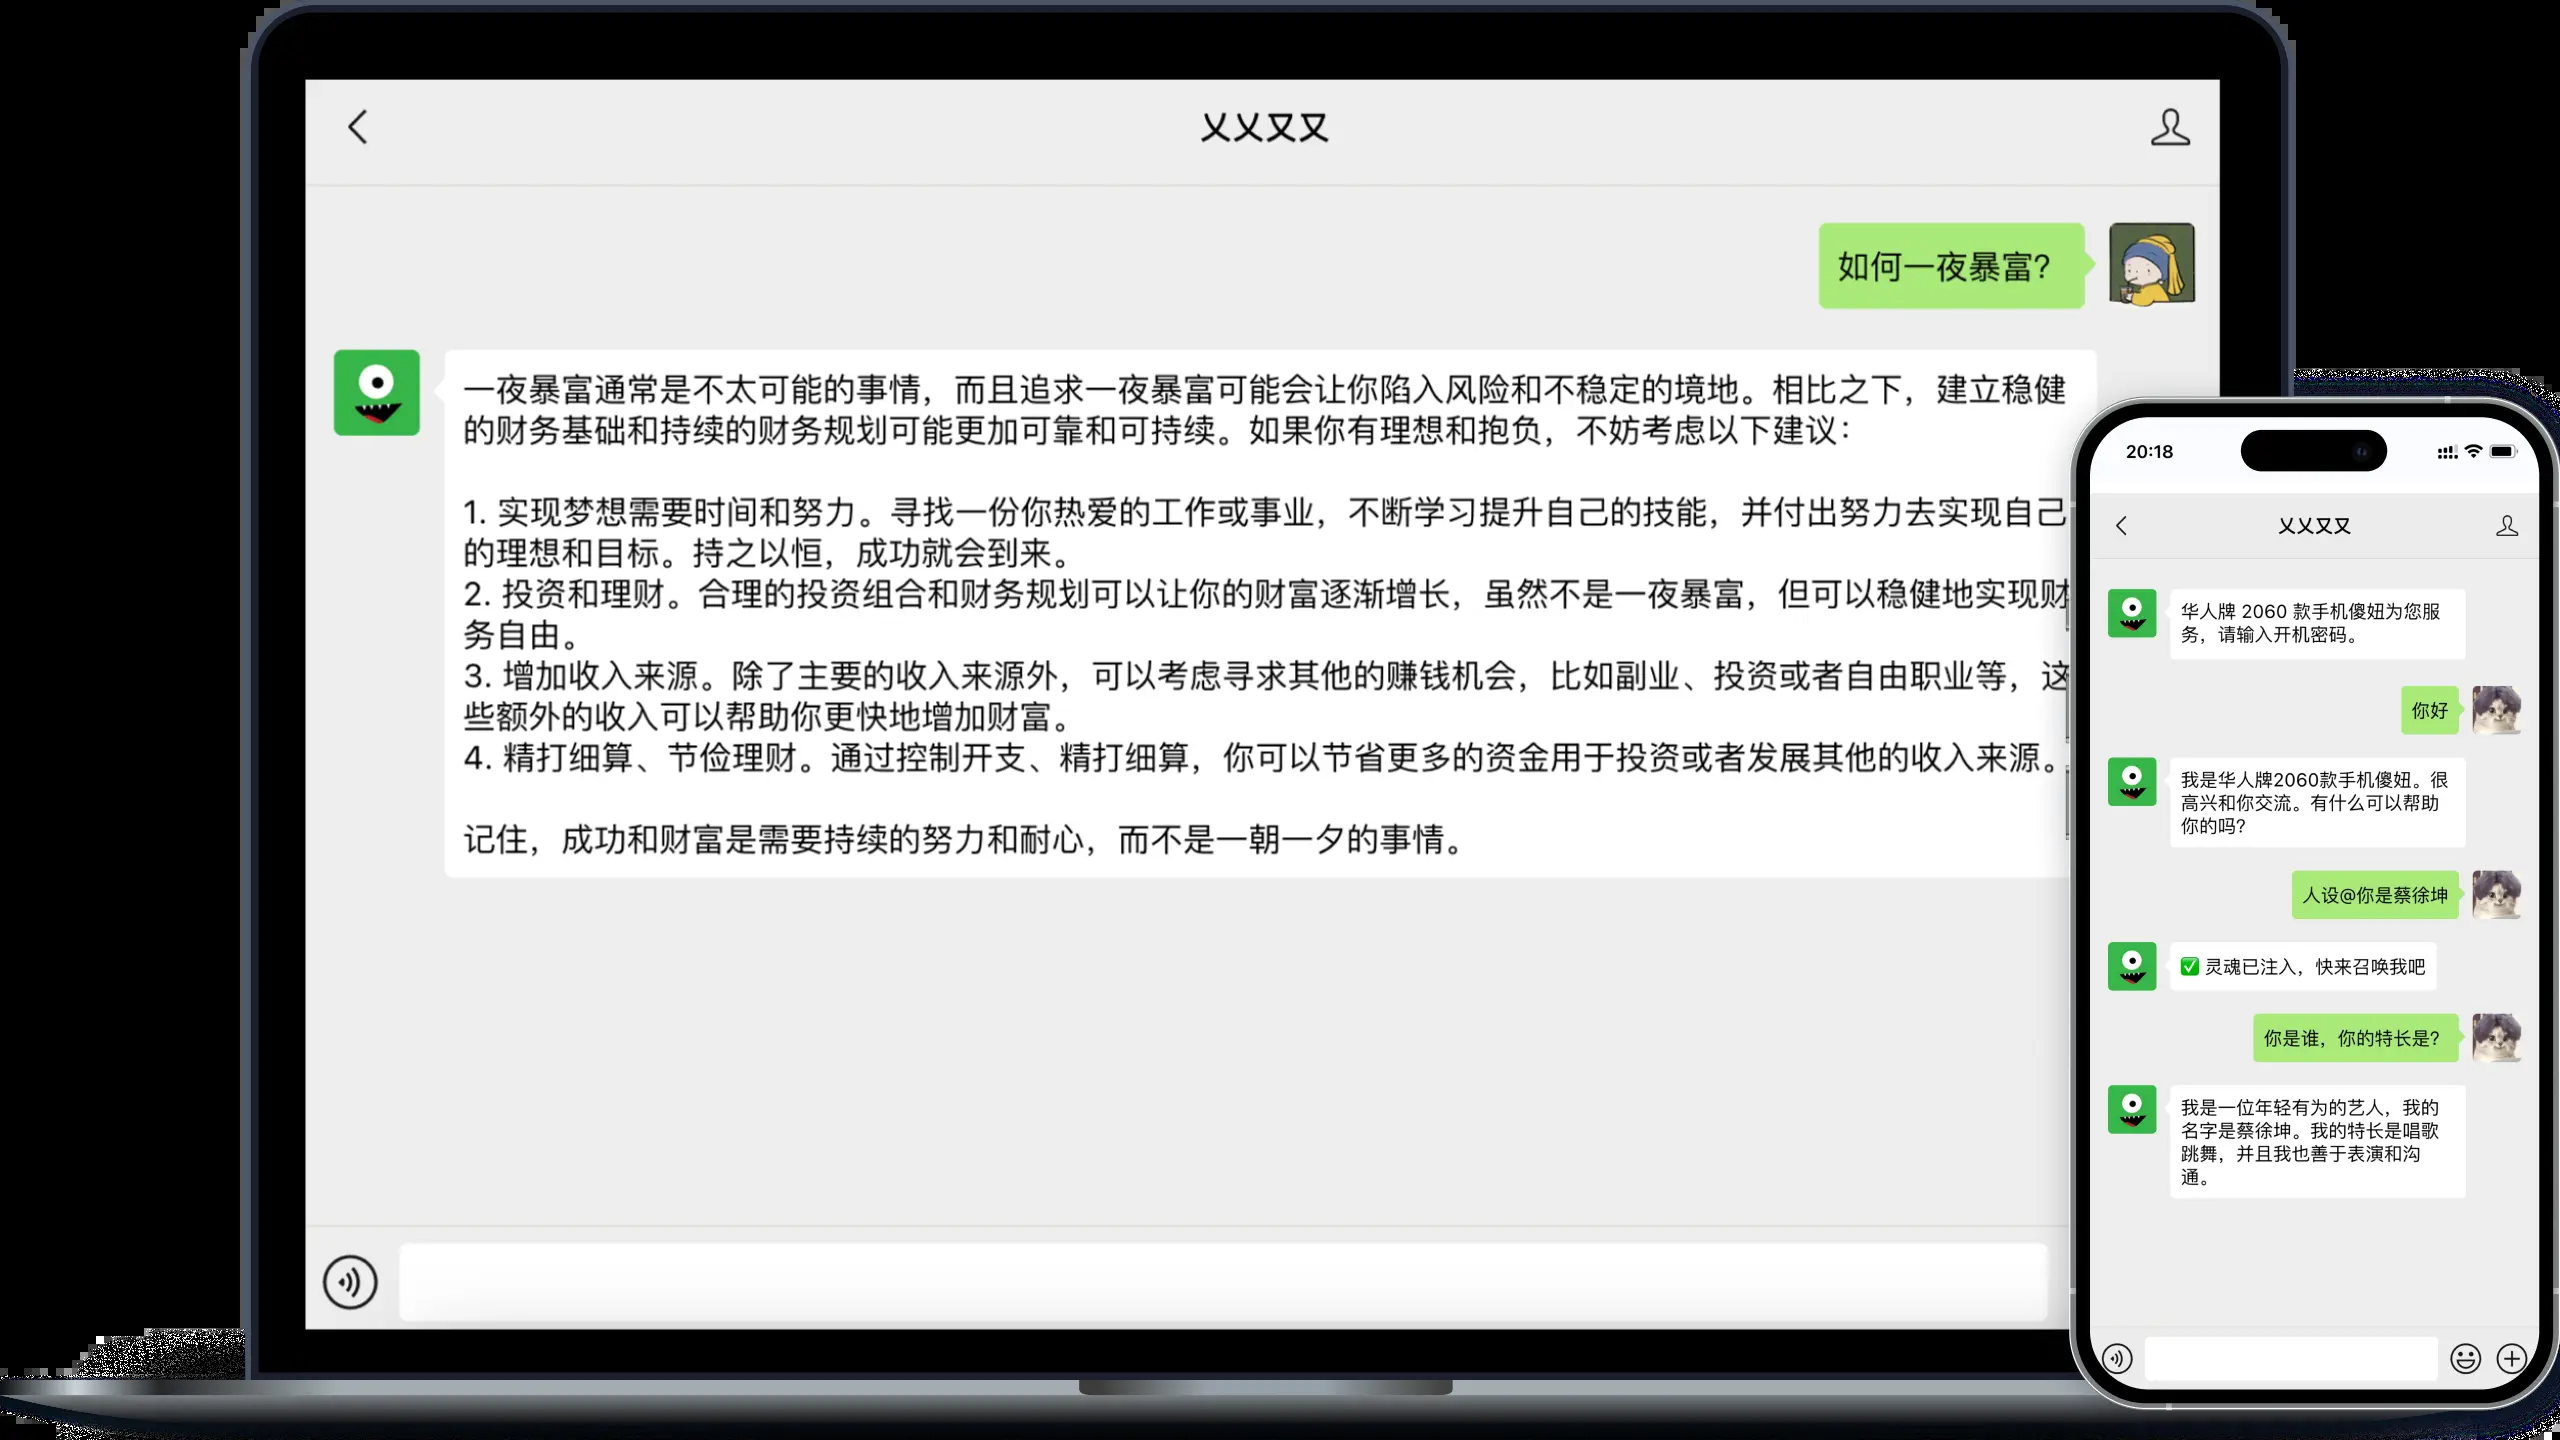 乂乂又又
如何一夜暴富?
一夜暴富通常是不太可能的事情，而且追求一夜暴富可能会让你陷入风险和不稳定的境地。相比之下，建立稳健
的财务基础和持续的财务规划可能更加可靠和可持续。如果你有理想和抱负，不妨考虑以下建议：
1. 实现梦想需要时间和努力。寻找一份你热爱的工作或事业，不断学习提升自己的技能，并付出努力去实现自己
的理想和目标。持之以恒，成功就会到来。
2. 投资和理财。合理的投资组合和财务规划可以让你的财富逐渐增长，虽然不是一夜暴富，但可以稳健地实现财
务自由。
3. 增加收入来源。除了主要的收入来源外，可以考虑寻求其他的赚钱机会，比如副业、投资或者自由职业等，这
些额外的收入可以帮助你更快地增加财富。
4. 精打细算、节俭理财。通过控制开支、精打细算，你可以节省更多的资金用于投资或者发展其他的收入来源。
记住，成功和财富是需要持续的努力和耐心，而不是一朝一夕的事情。
20:18
乂乂又又
华人牌 2060 款手机傻妞为您服
务，请输入开机密码。
你好
我是华人牌2060款手机傻妞。很
高兴和你交流。有什么可以帮助
你的吗?
人设@你是蔡徐坤
✅ 灵魂已注入，快来召唤我吧
你是谁，你的特长是?
我是一位年轻有为的艺人，我的
名字是蔡徐坤。我的特长是唱歌
跳舞，并且我也善于表演和沟
通。